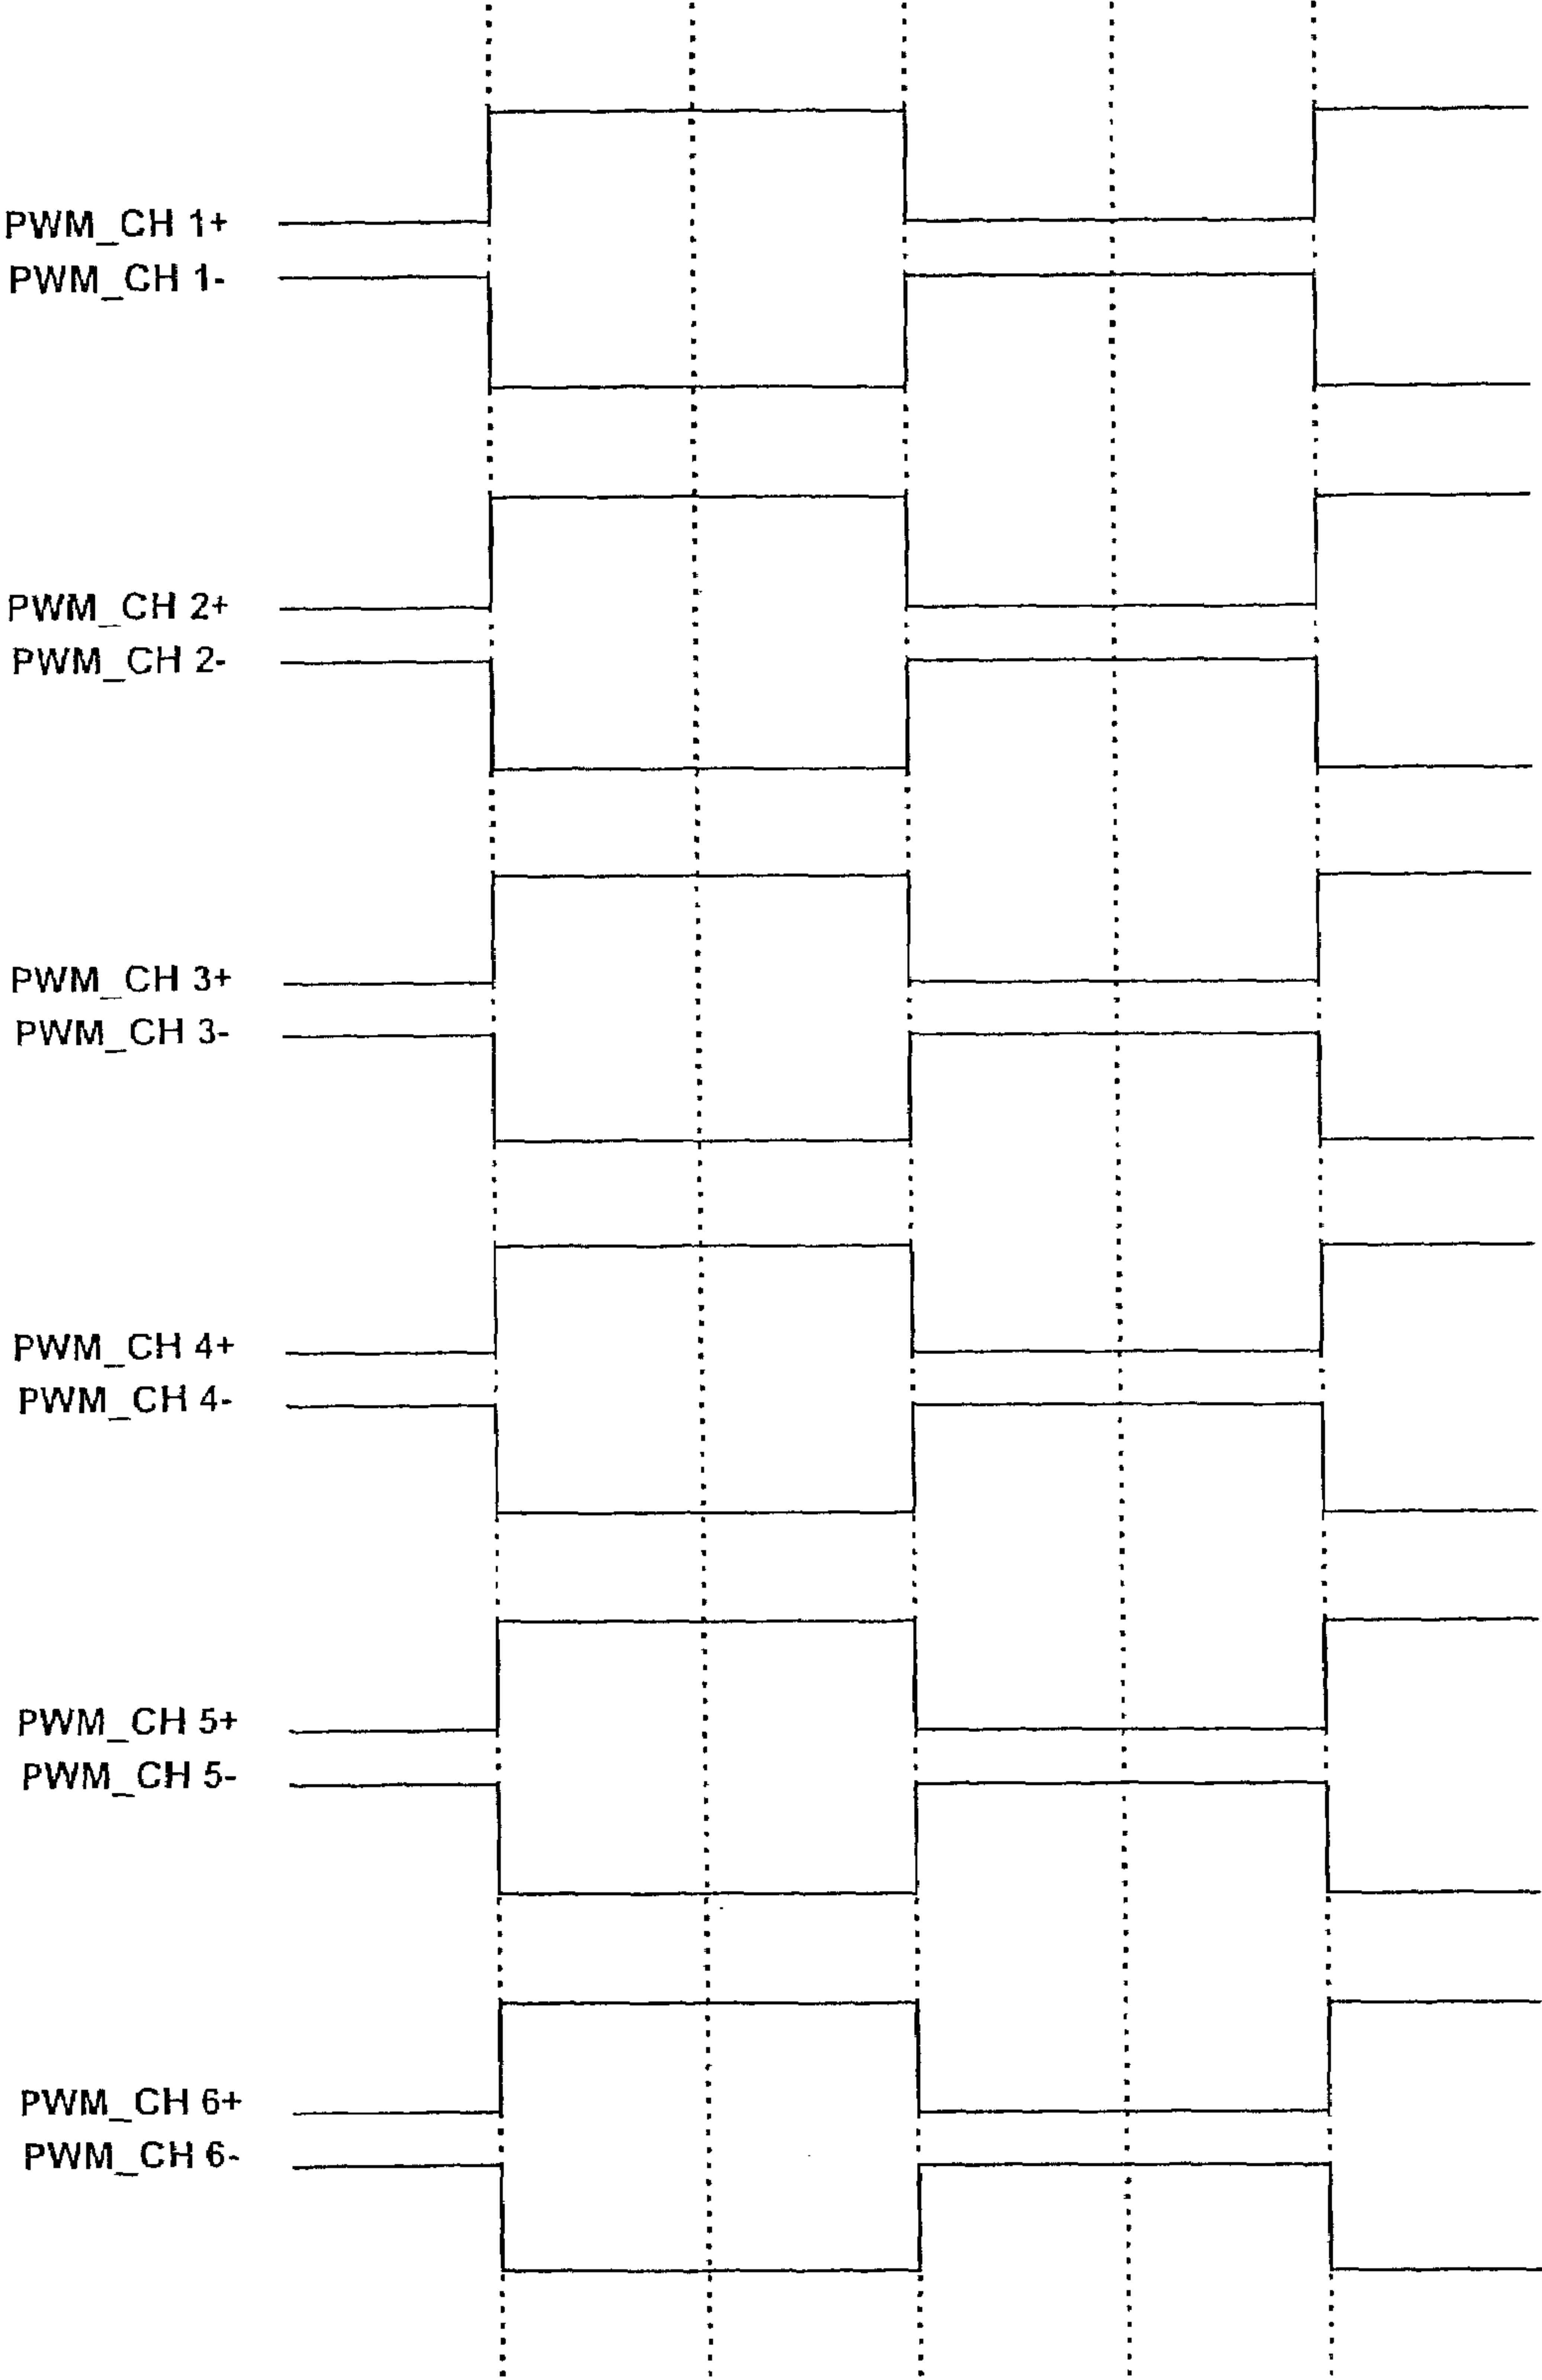 PWM_CH 1+
PWM_CH 1-
PWM_CH 2+
PWM_CH 2-
PWM_CH 3+
PWM_CH 3-
PWM_CH 4+
PWM_CH 4-
PWM_CH 5+
PWM_CH 5-
PWM_CH 6+
PWM_CH 6-